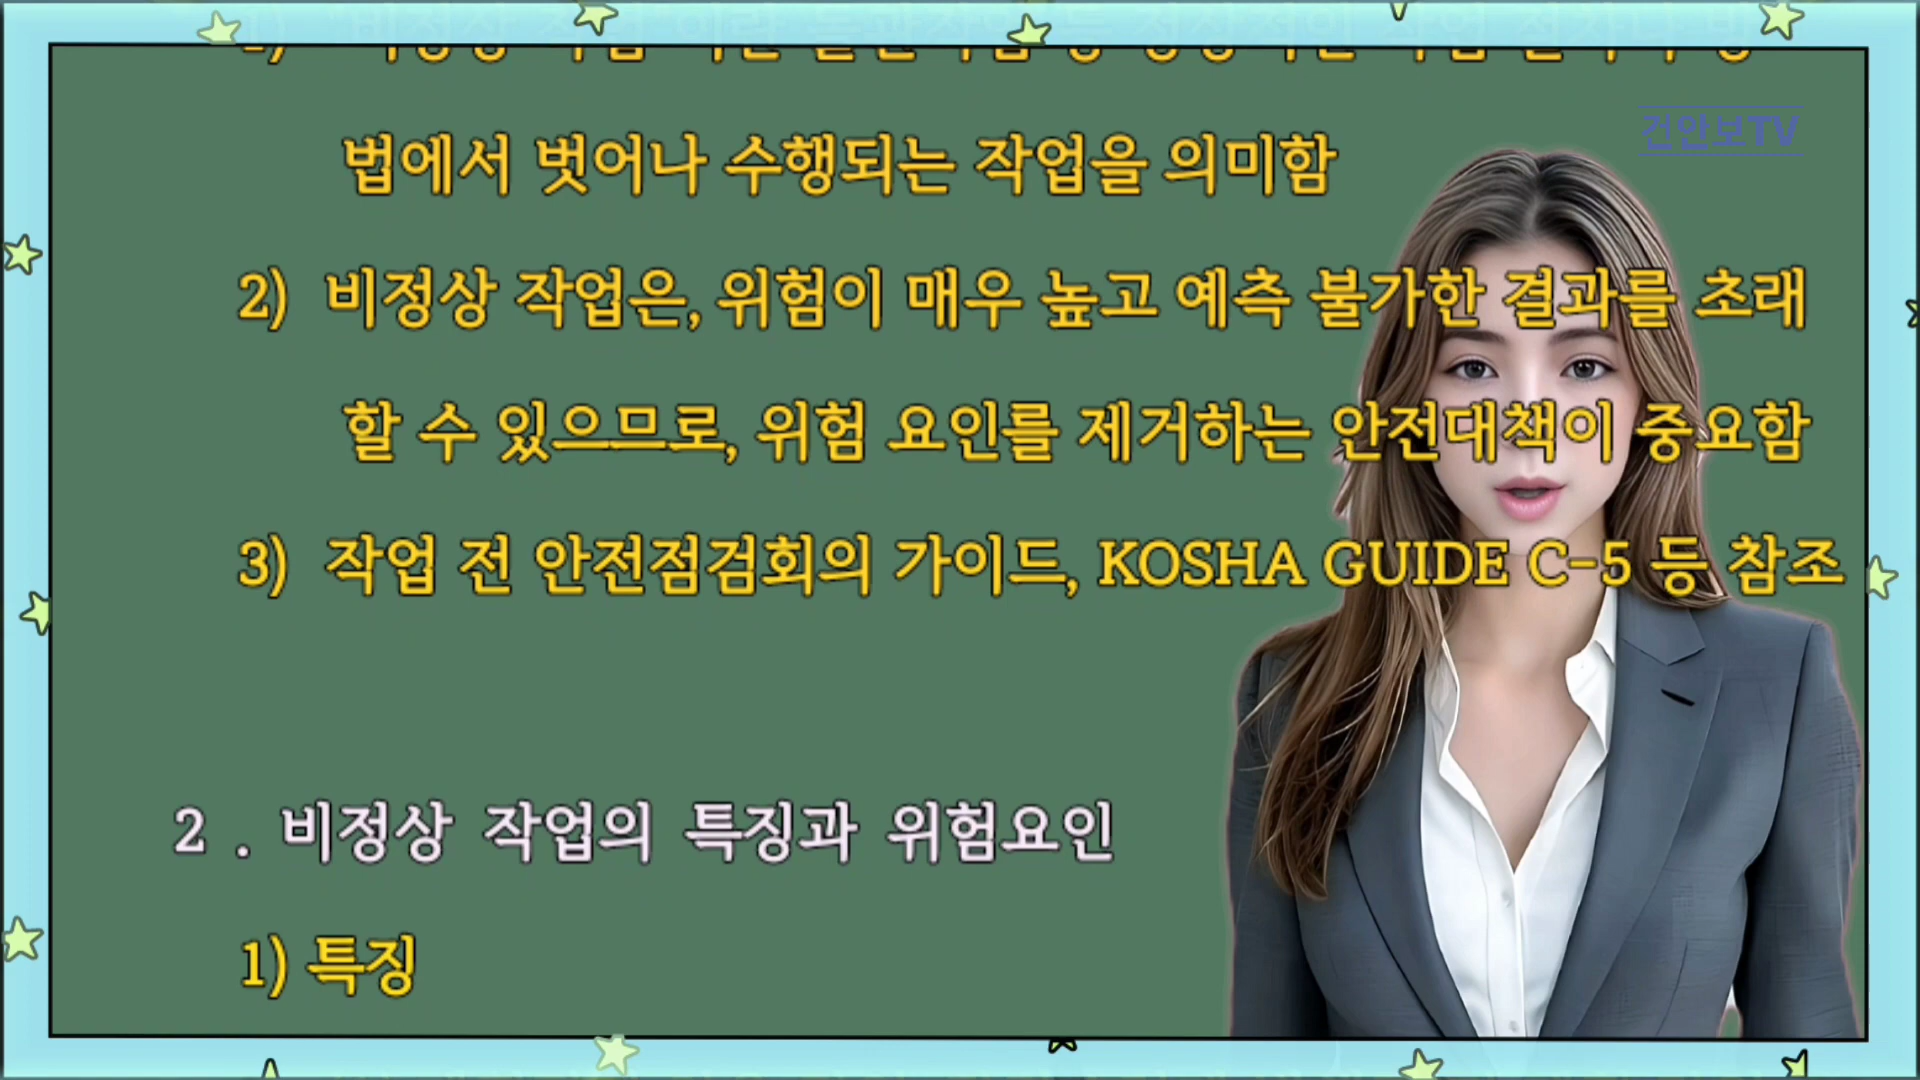 건안보TV
법에서 벗어나 수행되는 작업을 의미함
2) 비정상 작업은, 위험이 매우 높고 예측 불가한 결과를 초래
할 수 있으므로, 위험 요인를 제거하는 안전대책이 중요함
3) 작업 전 안전점검회의 가이드, KOSHA GUIDE C-5 등 참조
2 . 비정상 작업의 특징과 위험요인
1) 특징